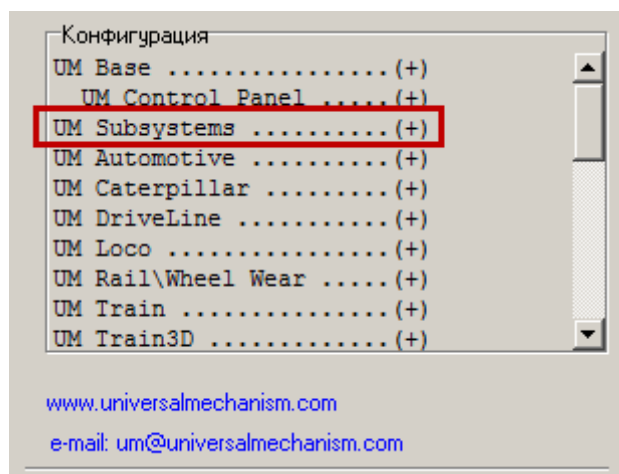 Конфигурация
UM Base ................(+)
UM Control Panel .....(+)
UM Subsystems ..........(+)
UM Automotive ..........(+)
UM Caterpillar .........(+)
UM DriveLine ...........(+)
UM Loco ................(+)
UM Rail\Wheel Wear .....(+)
UM Train ...............(+)
UM Train3D .............(+)
www.universalmechanism.com
e-mail: um@universalmechanism.com